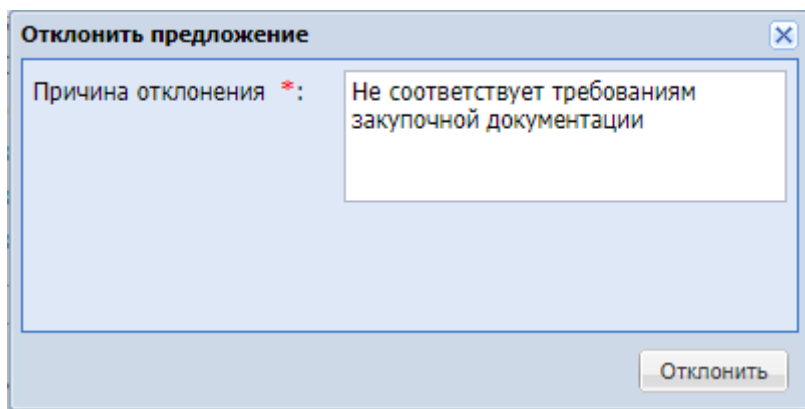 Отклонить предложение
Причина отклонения *:
Не соответствует требованиям
закупочной документации
Отклонить